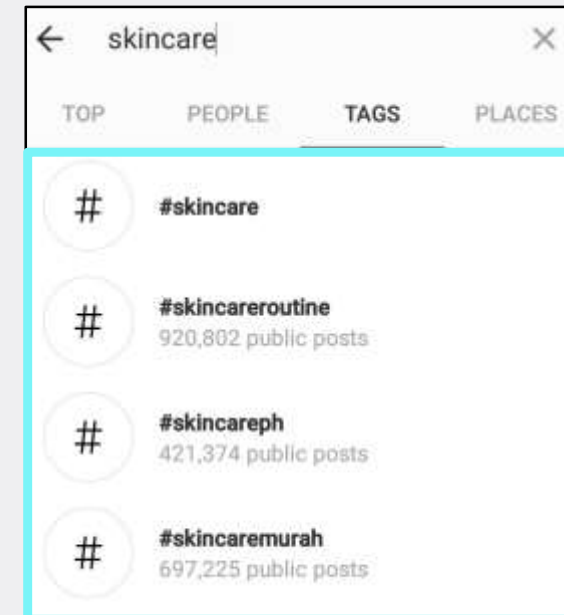 ← skincare ×
TOP PEOPLE TAGS PLACES
# #skincare
# #skincareroutine
920,802 public posts
# #skincareph
421,374 public posts
# #skincaremurah
697,225 public posts